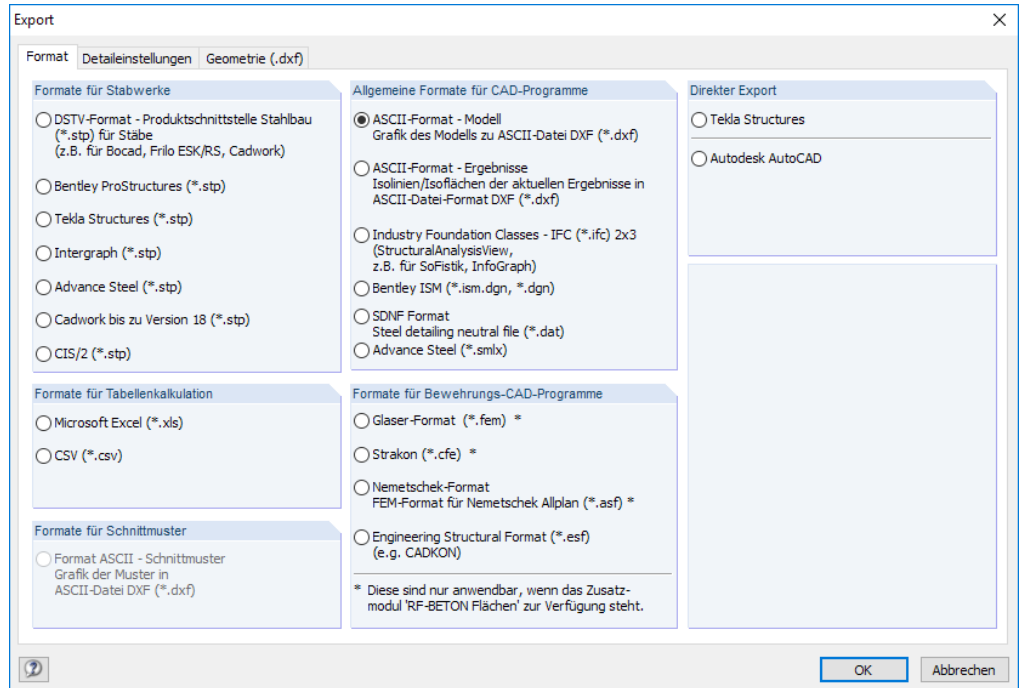 Export
Format
Detaileinstellungen
Geometrie (.dxf)
Formate für Stabwerke
DSTV-Format - Produktschnittstelle Stahlbau
(*.stp) für Stäbe
(z.B. für Bocad, Frilo ESK/RS, Cadwork)
Bentley ProStructures (*.stp)
Tekla Structures (*.stp)
Intergraph (*.stp)
Advance Steel (*.stp)
Cadwork bis zu Version 18 (*.stp)
CIS/2 (*.stp)
Formate für Tabellenkalkulation
Microsoft Excel (*.xls)
CSV (*.csv)
Formate für Schnittmuster
Format ASCII - Schnittmuster
Grafik der Muster in
ASCII-Datei DXF (*.dxf)
Allgemeine Formate für CAD-Programme
ASCII-Format - Modell
Grafik des Modells zu ASCII-Datei DXF (*.dxf)
ASCII-Format - Ergebnisse
Isolinien/Isoflächen der aktuellen Ergebnisse in
ASCII-Datei-Format DXF (*.dxf)
Industry Foundation Classes - IFC (*.ifc) 2x3
(StructuralAnalysisView,
z.B. für SoFistik, InfoGraph)
Bentley ISM (*.ism.dgn, *.dgn)
SDNF Format
Steel detailing neutral file (*.dat)
Advance Steel (*.smlx)
Formate für Bewehrungs-CAD-Programme
Glaser-Format (*.fem) *
Strakon (*.cfe) *
Nemetschek-Format
FEM-Format für Nemetschek Allplan (*.asf) *
Engineering Structural Format (*.esf)
(e.g. CADKON)
* Diese sind nur anwendbar, wenn das Zusatz-
modul 'RF-BETON Flächen' zur Verfügung steht.
Direkter Export
Tekla Structures
Autodesk AutoCAD
OK
Abbrechen